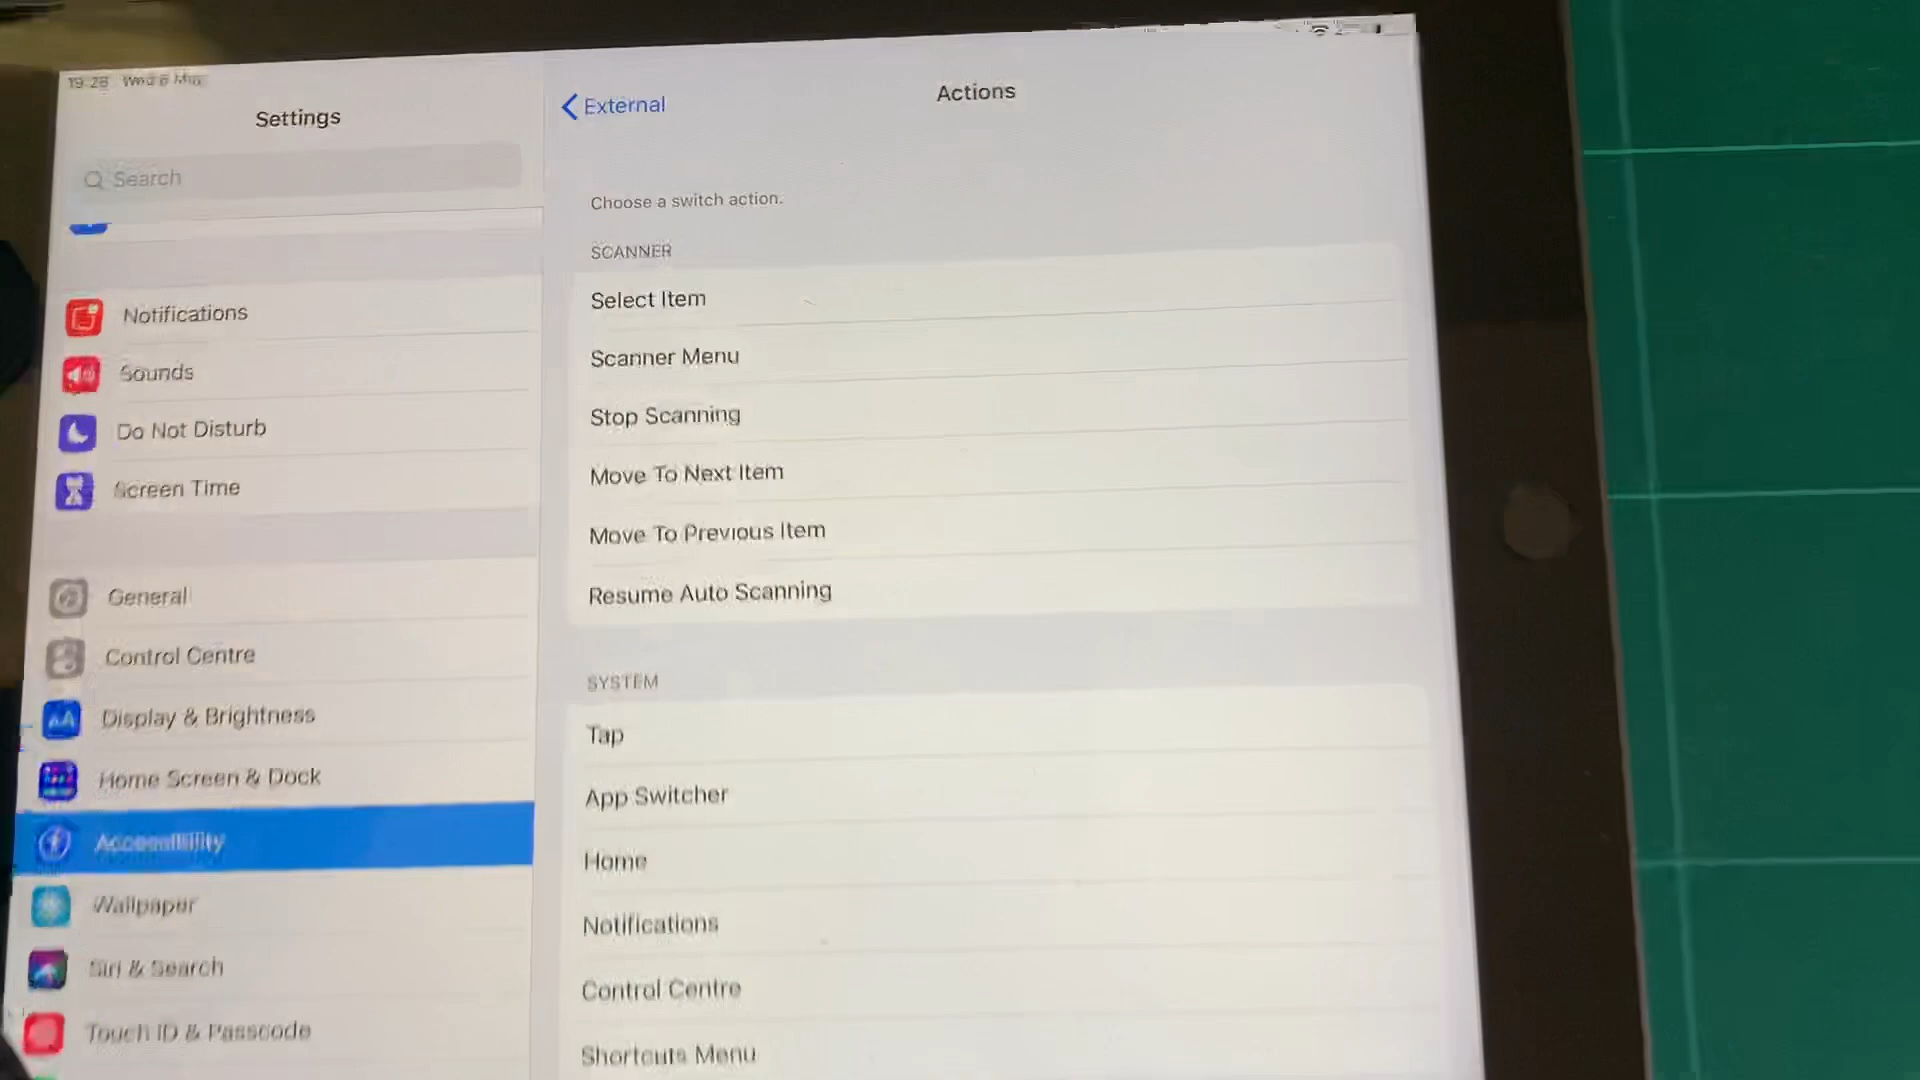 19:28
Settings
Search
Notifications
Sounds
Do Not Disturb
Screen Time
General
Control Centre
Display & Brightness
Home Screen & Dock
Accessibility
Wallpaper
Siri & Search
Touch ID & Passcode
External
Actions
Choose a switch action.
SCANNER
Select Item
Scanner Menu
Stop Scanning
Move To Next Item
Move To Previous Item
Resume Auto Scanning
SYSTEM
Tap
App Switcher
Home
Notifications
Control Centre
Shortcuts Menu